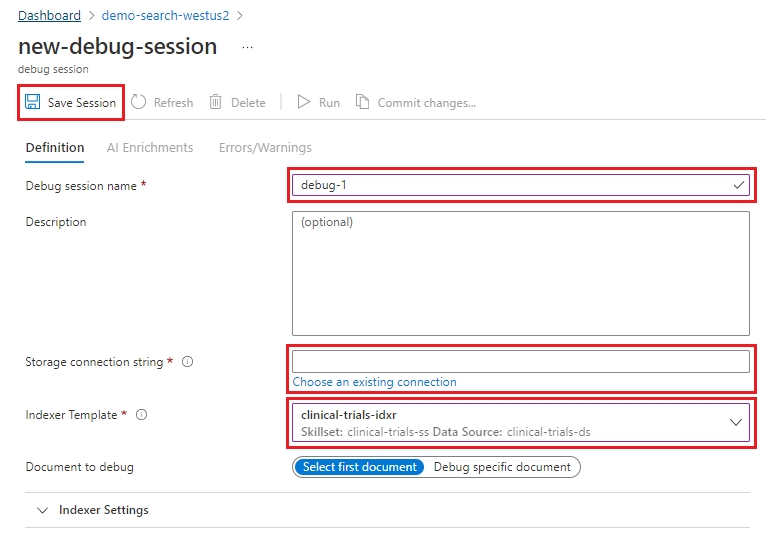 Dashboard > demo-search-westus2 >
new-debug-session ...
debug session
Save Session Refresh Delete Run Commit changes...
Definition AI Enrichments Errors/Warnings
Debug session name * debug-1
Description (optional)
Storage connection string *
Choose an existing connection
Indexer Template * clinical-trials-idxr
Skillset: clinical-trials-ss Data Source: clinical-trials-ds
Document to debug Select first document Debug specific document
Indexer Settings